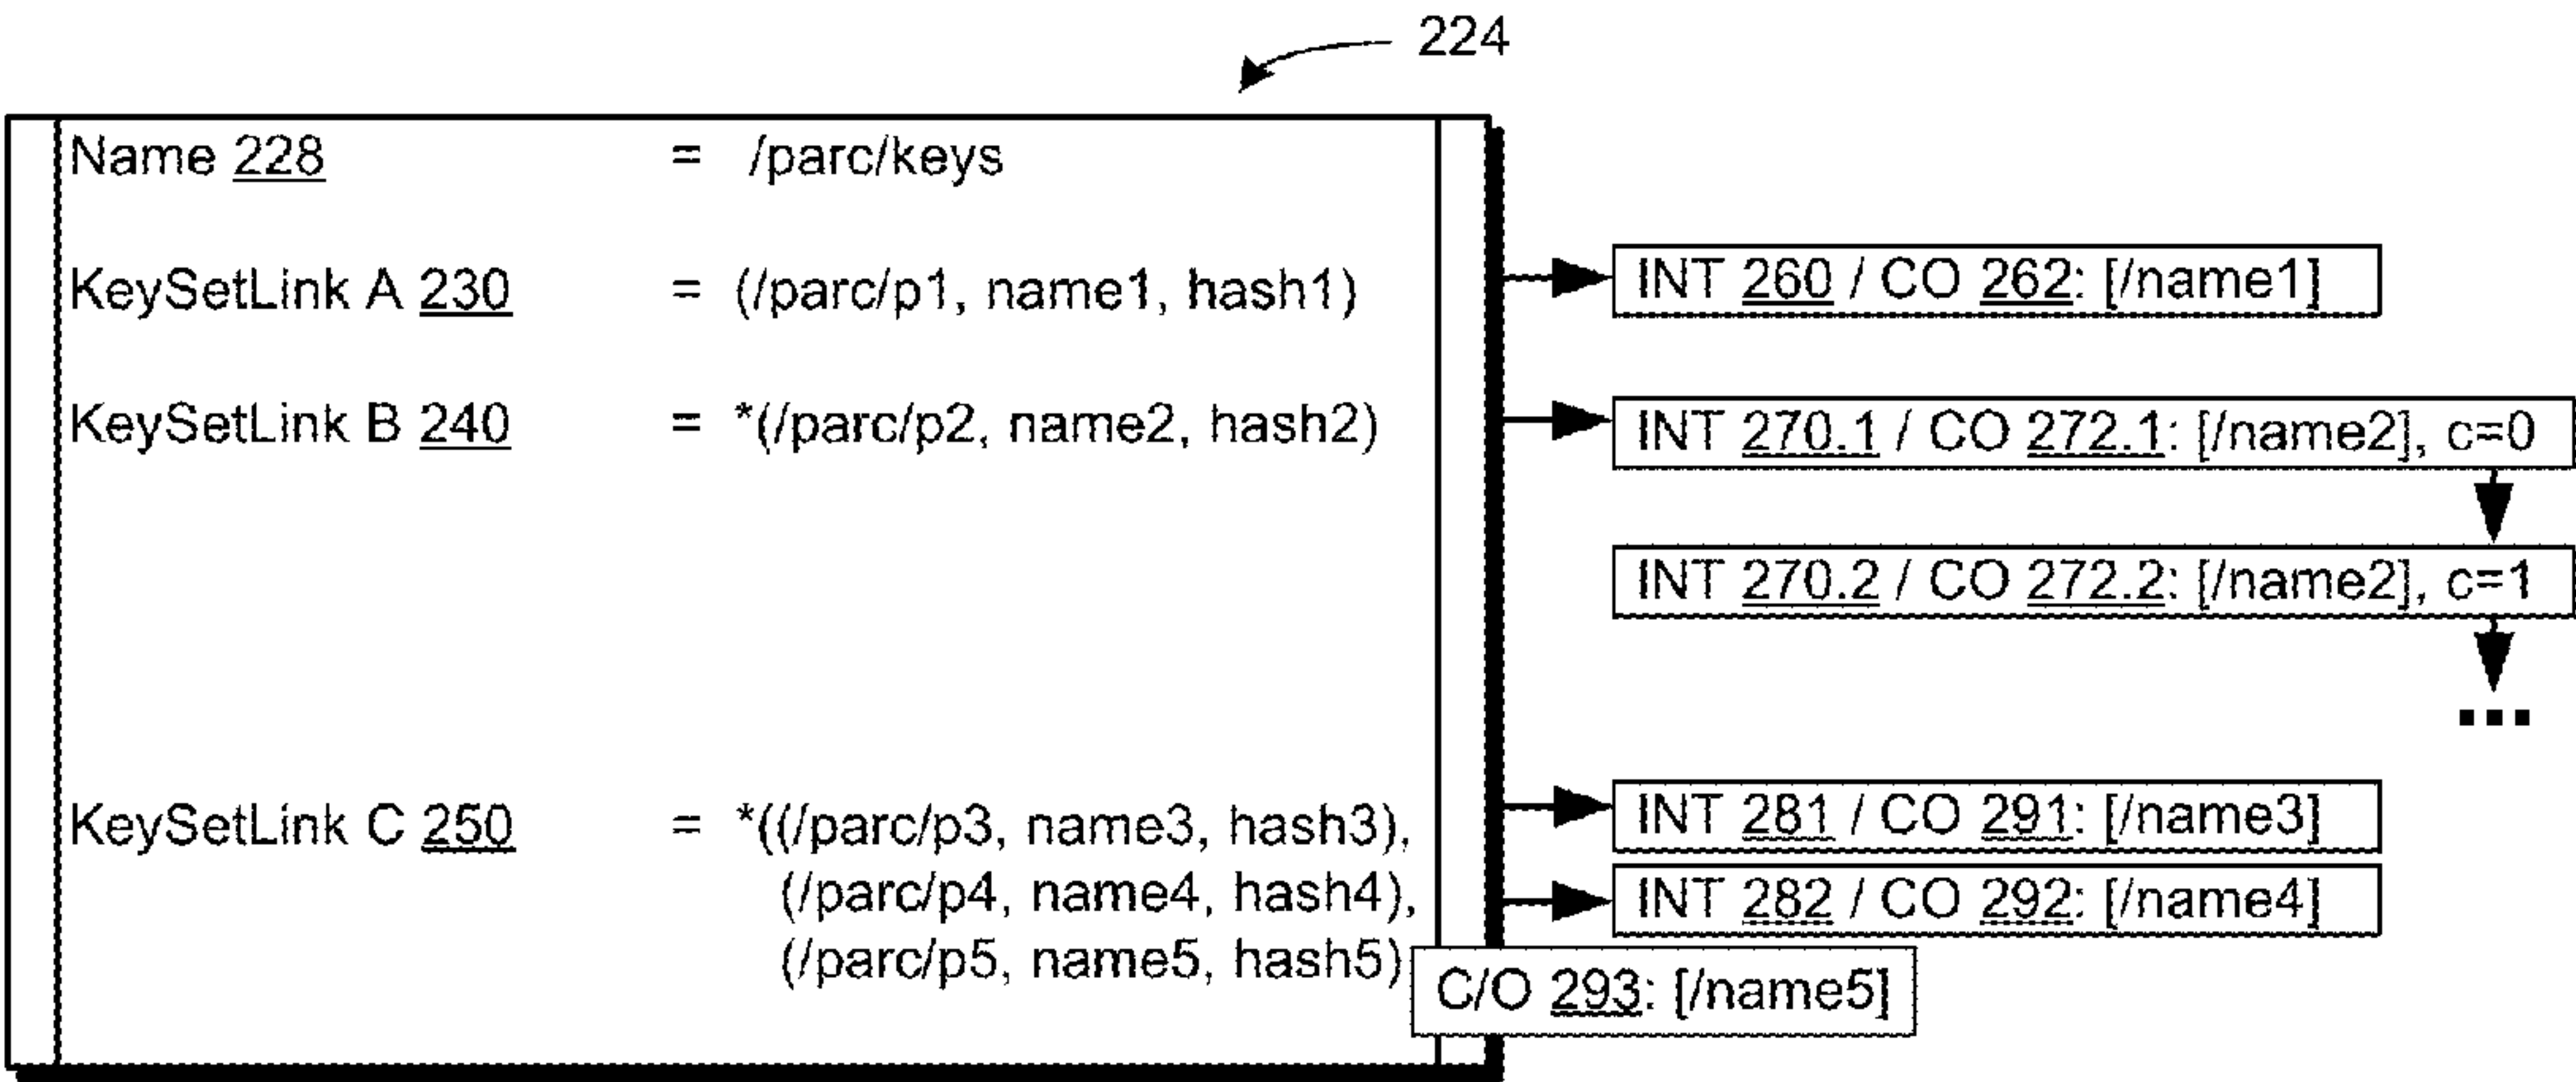 224
Name 228 = /parc/keys
KeySetLink A 230 = (/parc/p1, name1, hash1)
INT 260 / CO 262: [/name1]
KeySetLink B 240 = *(/parc/p2, name2, hash2)
INT 270.1 / CO 272.1: [/name2], c=0
INT 270.2 / CO 272.2: [/name2], c=1
...
KeySetLink C 250 = *((/parc/p3, name3, hash3),
INT 281 / CO 291: [/name3]
(/parc/p4, name4, hash4),
INT 282 / CO 292: [/name4]
(/parc/p5, name5, hash5)
C/O 293: [/name5]